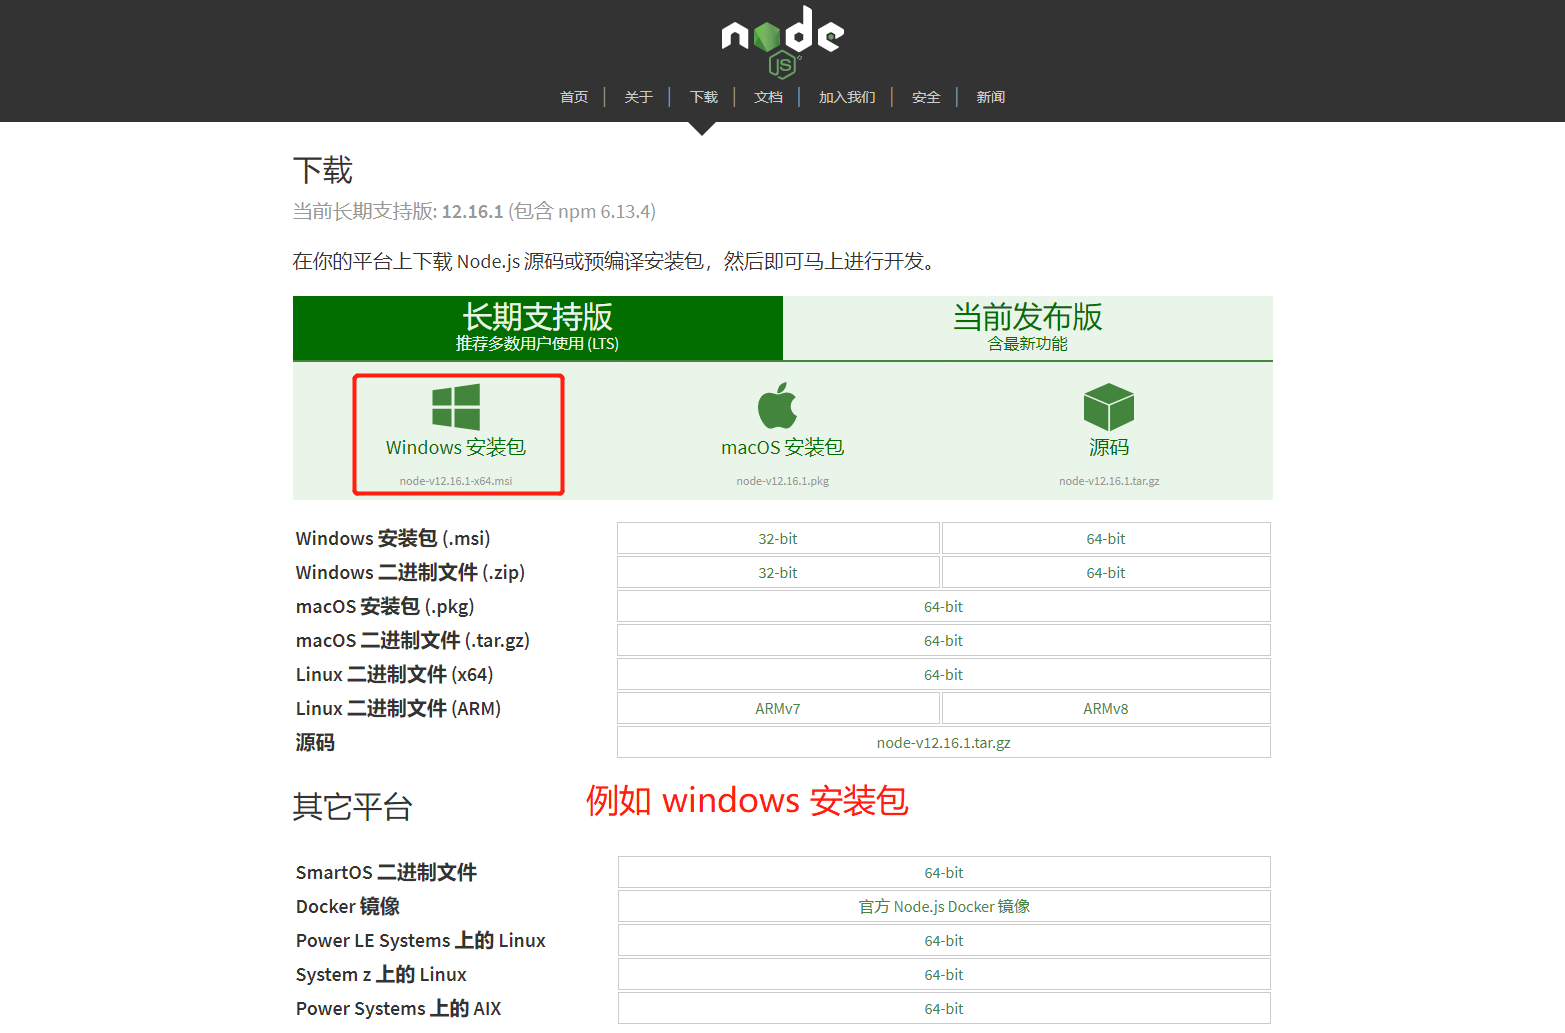 node
JS
首页 关于 下载 文档 加入我们 安全 新闻
下载
当前长期支持版: 12.16.1 (包含 npm 6.13.4)
在你的平台上下载 Node.js 源码或预编译安装包，然后即可马上进行开发。
长期支持版
推荐多数用户使用 (LTS)
当前发布版
含最新功能
Windows 安装包
node-v12.16.1-x64.msi
macOS 安装包
node-v12.16.1.pkg
源码
node-v12.16.1.tar.gz
Windows 安装包 (.msi) 32-bit 64-bit
Windows 二进制文件 (.zip) 32-bit 64-bit
macOS 安装包 (.pkg) 64-bit
macOS 二进制文件 (.tar.gz) 64-bit
Linux 二进制文件 (x64) 64-bit
Linux 二进制文件 (ARM) ARMv7 ARMv8
源码 node-v12.16.1.tar.gz
其它平台
例如 windows 安装包
SmartOS 二进制文件 64-bit
Docker 镜像 官方 Node.js Docker 镜像
Power LE Systems 上的 Linux 64-bit
System z 上的 Linux 64-bit
Power Systems 上的 AIX 64-bit